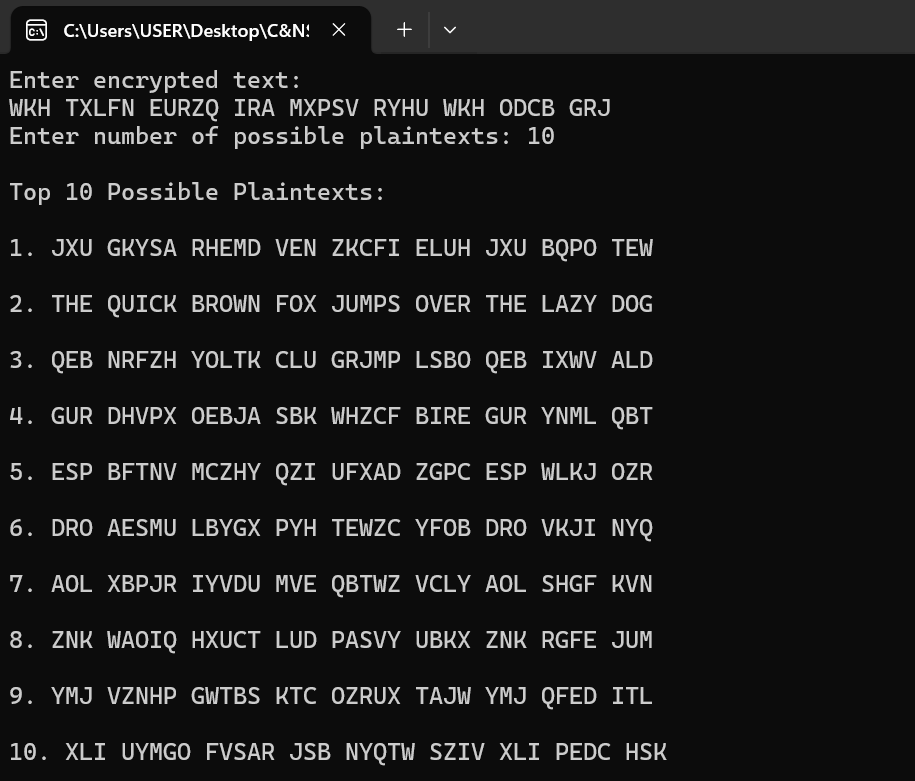 C:\Users\USER\Desktop\C&NS
Enter encrypted text:
WKH TXLFN EURZQ IRA MXPSV RYHU WKH ODCB GRJ
Enter number of possible plaintexts: 10
Top 10 Possible Plaintexts:
1. JXU GKYSA RHEMD VEN ZKCFI ELUH JXU BQPO TEW
2. THE QUICK BROWN FOX JUMPS OVER THE LAZY DOG
3. QEB NRFZH YOLTK CLU GRJMP LSBO QEB IXWV ALD
4. GUR DHVPX OEBJA SBK WHZCF BIRE GUR YNML QBT
5. ESP BFTNV MCZHY QZI UFXAD ZGPC ESP WLKJ OZR
6. DRO AESMU LBYGX PYH TEWZC YFOB DRO VKJI NYQ
7. AOL XBPJR IYVDU MVE QBTWZ VCLY AOL SHGF KVN
8. ZNK WAOIQ HXUCT LUD PASVY UBKX ZNK RGFE JUM
9. YMJ VZNHP GWTBS KTC OZRUX TAJW YMJ QFED ITL
10. XLI UYMGO FVSAR JSB NYQTW SZIV XLI PEDC HSK